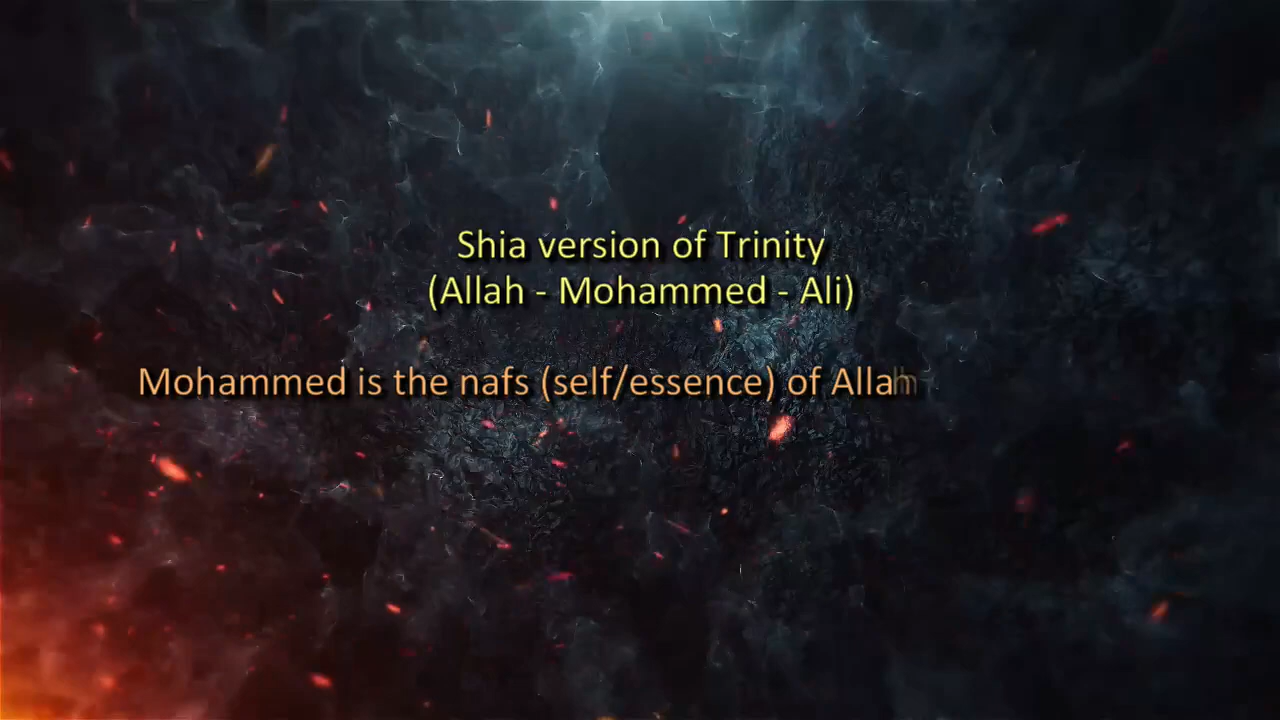 Shia version of Trinity
(Allah - Mohammed - Ali)
Mohammed is the nafs (self/essence) of Allah